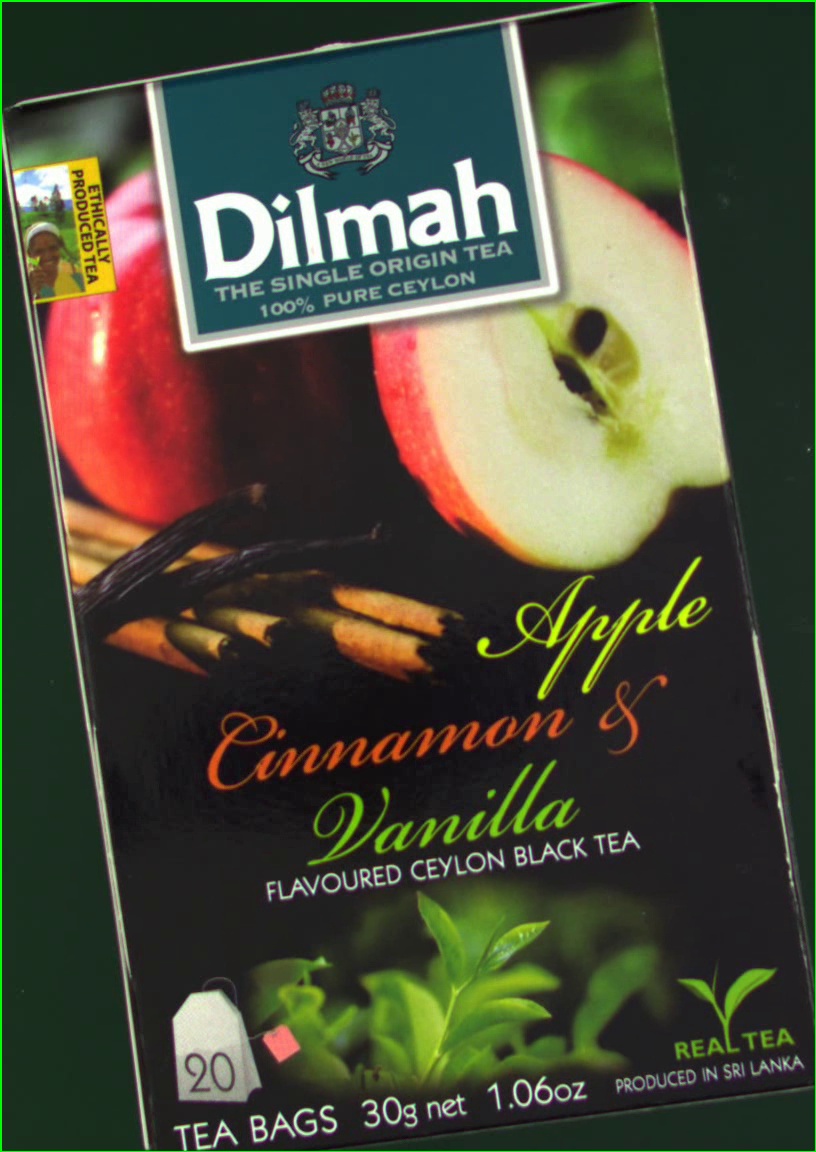 Dilmah
THE SINGLE ORIGIN TEA
100% PURE CEYLON
ETHICALLY
PRODUCED TEA
Apple
Cinnamon &
Vanilla
FLAVOURED CEYLON BLACK TEA
20
TEA BAGS 30g net 1.06oz
REAL TEA
PRODUCED IN SRI LANKA